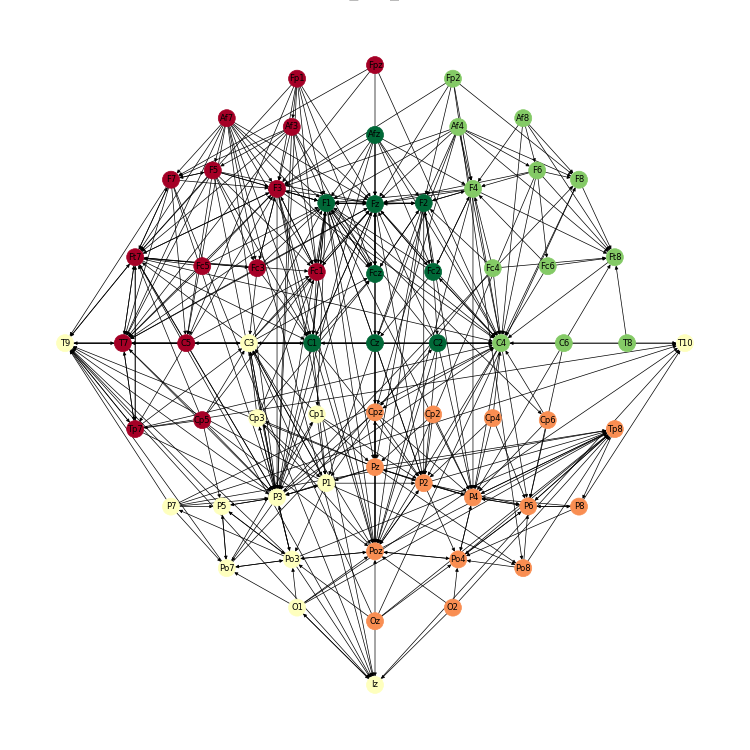 Fpz
Fp1 Fp2
Af7 Af8
Af3 Af4
Afz
F5 F6
F7 F8
F3 F4
F1 Fz F2
Ft7 Ft8
Fc5 Fc3 Fc4 Fc6
Fc1 Fcz Fc2
T9 T7 C5 C3 C1 Cz C2 C4 C6 T8 T10
Cp5 Cp3 Cp1 Cpz Cp2 Cp4 Cp6
Tp7 Tp8
Pz
P3 P1 P2 P4
P7 P5 P6 P8
Poz
Po3 Po4
Po7 Po8
O1 O2
Oz
Iz